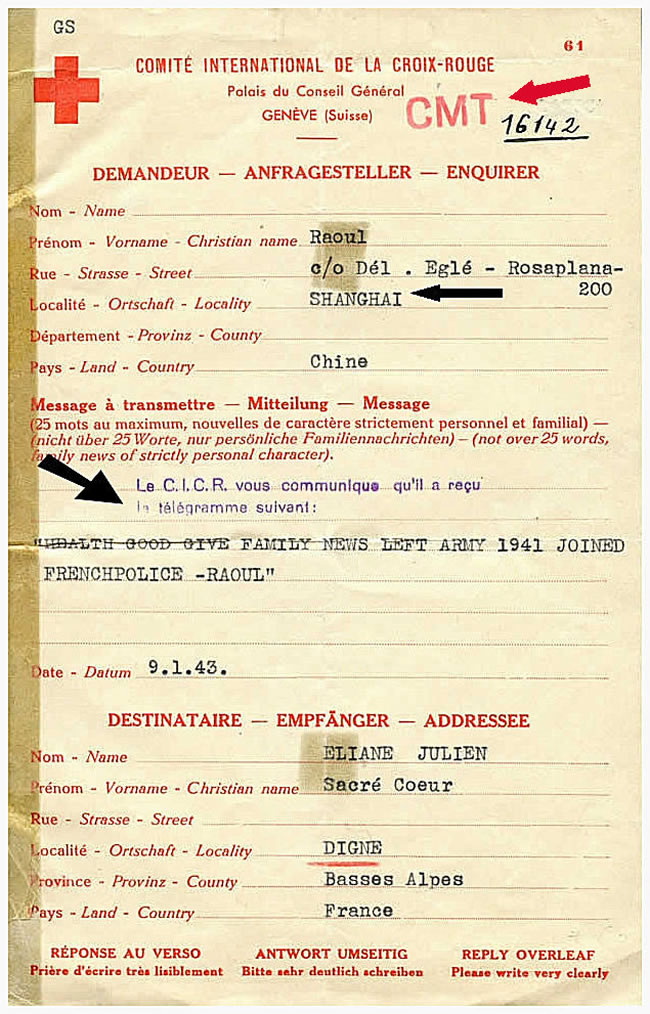 GS
61
COMITÉ INTERNATIONAL DE LA CROIX-ROUGE
Palais du Conseil Général
GENÈVE (Suisse)
CMT
16142
DEMANDEUR — ANFRAGESTELLER — ENQUIRER
Nom - Name
Prénom - Vorname - Christian name Raoul
Rue - Strasse - Street c/o Dél . Eglé - Rosaplana-
200
Localité - Ortschaft - Locality SHANGHAI
Département - Provinz - County
Pays - Land - Country Chine
Message à transmettre — Mitteilung — Message
(25 mots au maximum, nouvelles de caractère strictement personnel et familial) —
(nicht über 25 Worte, nur persönliche Familiennachrichten) – (not over 25 words,
family news of strictly personal character).
Le C.I.C.R. vous communique qu'il a reçu
le télégramme suivant:
"HEALTH GOOD GIVE FAMILY NEWS LEFT ARMY 1941 JOINED
FRENCHPOLICE -RAOUL"
Date - Datum 9.1.43.
DESTINATAIRE — EMPFÄNGER — ADDRESSEE
Nom - Name ELIANE JULIEN
Prénom - Vorname - Christian name Sacré Coeur
Rue - Strasse - Street
Localité - Ortschaft - Locality DIGNE
Province - Provinz - County Basses Alpes
Pays - Land - Country France
RÉPONSE AU VERSO ANTWORT UMSEITIG REPLY OVERLEAF
Prière d'écrire très lisiblement Bitte sehr deutlich schreiben Please write very clearly